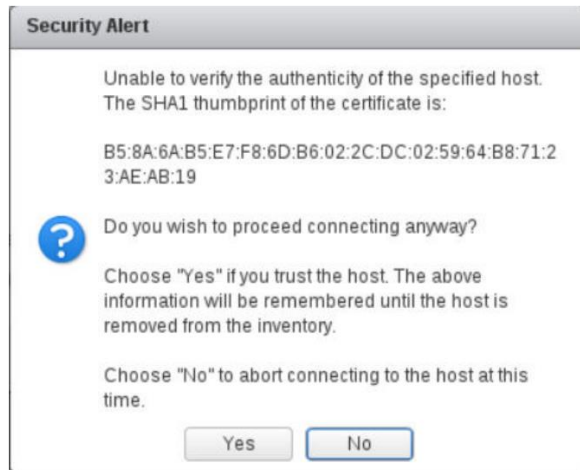 Security Alert
Unable to verify the authenticity of the specified host.
The SHA1 thumbprint of the certificate is:
B5:8A:6A:B5:E7:F8:6D:B6:02:2C:DC:02:59:64:B8:71:2
3:AE:AB:19
Do you wish to proceed connecting anyway?
Choose "Yes" if you trust the host. The above
information will be remembered until the host is
removed from the inventory.
Choose "No" to abort connecting to the host at this
time.
Yes
No